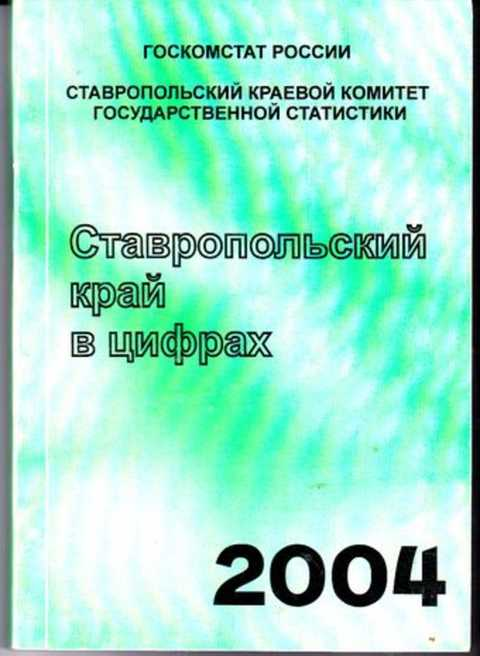 ГОСКОМСТАТ РОССИИ
СТАВРОПОЛЬСКИЙ КРАЕВОЙ КОМИТЕТ
ГОСУДАРСТВЕННОЙ СТАТИСТИКИ
Ставропольский
край
в цифрах
2004